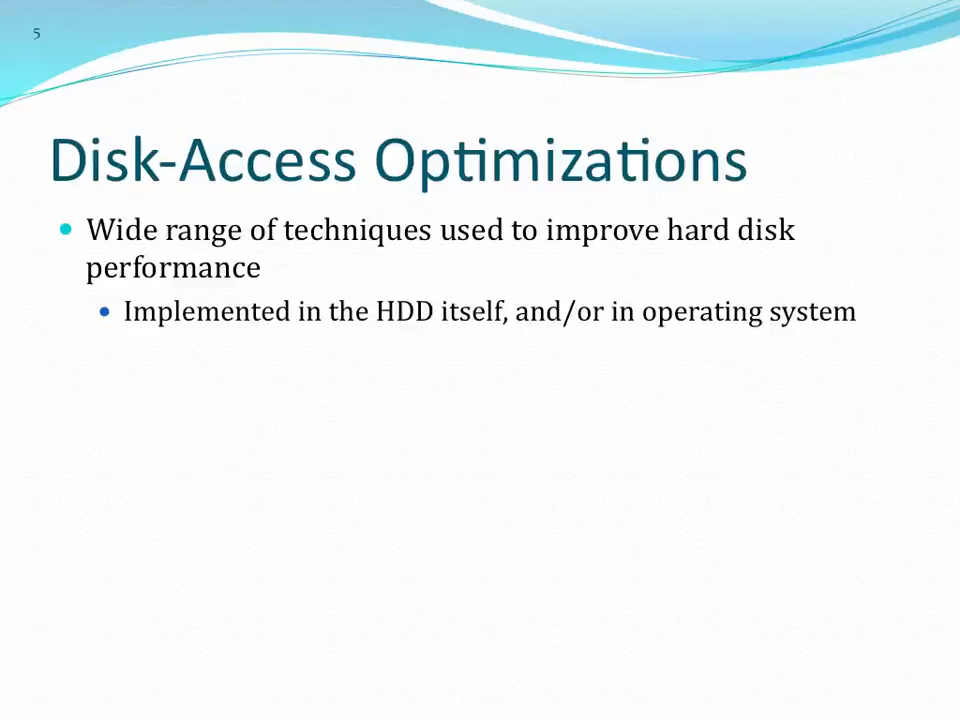 5
Disk-Access Optimizations
Wide range of techniques used to improve hard disk
performance
Implemented in the HDD itself, and/or in operating system